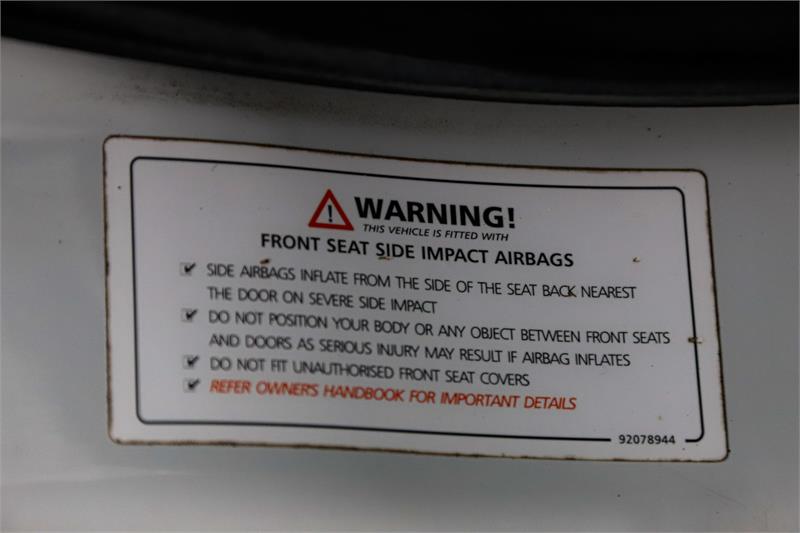 WARNING!
THIS VEHICLE IS FITTED WITH
FRONT SEAT SIDE IMPACT AIRBAGS
SIDE AIRBAGS INFLATE FROM THE SIDE OF THE SEAT BACK NEAREST
THE DOOR ON SEVERE SIDE IMPACT
DO NOT POSITION YOUR BODY OR ANY OBJECT BETWEEN FRONT SEATS
AND DOORS AS SERIOUS INJURY MAY RESULT IF AIRBAG INFLATES
DO NOT FIT UNAUTHORISED FRONT SEAT COVERS
REFER OWNER'S HANDBOOK FOR IMPORTANT DETAILS
92078944